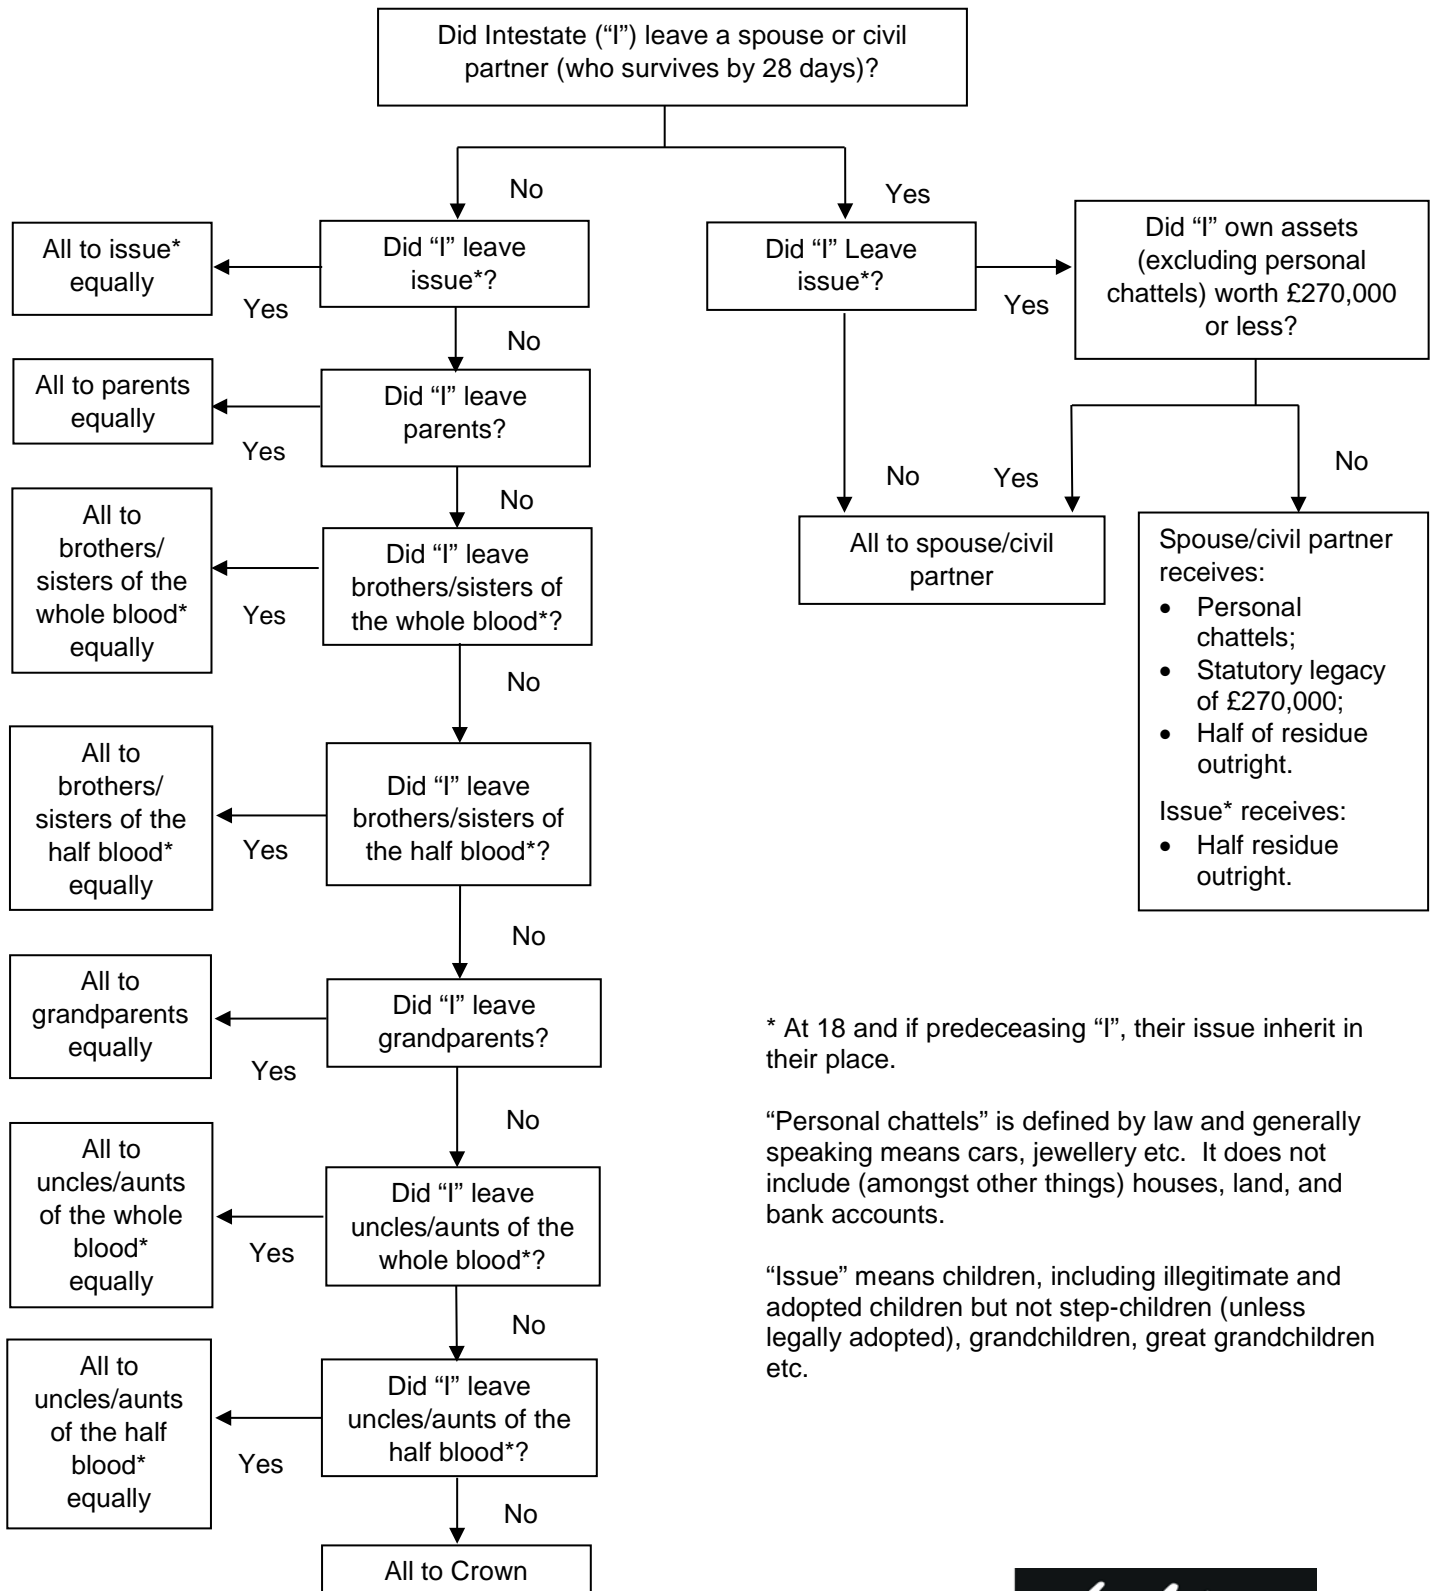 Did Intestate (“I”) leave a spouse or civil
partner (who survives by 28 days)?
No
Yes
All to issue*
equally
Yes
Did “I” leave
issue*?
No
Did “I” Leave
issue*?
Yes
Did “I” own assets
(excluding personal
chattels) worth £270,000
or less?
All to parents
equally
Yes
Did “I” leave
parents?
No
No
Yes
No
All to
brothers/
sisters of the
whole blood*
equally
Yes
Did “I” leave
brothers/sisters of
the whole blood*?
No
All to spouse/civil
partner
Spouse/civil partner
receives:
• Personal
chattels;
• Statutory legacy
of £270,000;
• Half of residue
outright.
Issue* receives:
• Half residue
outright.
All to
brothers/
sisters of the
half blood*
equally
Yes
Did “I” leave
brothers/sisters of
the half blood*?
No
All to
grandparents
equally
Yes
Did “I” leave
grandparents?
No
All to
uncles/aunts
of the whole
blood*
equally
Yes
Did “I” leave
uncles/aunts of the
whole blood*?
No
All to
uncles/aunts
of the half
blood*
equally
Yes
Did “I” leave
uncles/aunts of the
half blood*?
No
All to Crown
* At 18 and if predeceasing “I”, their issue inherit in
their place.
“Personal chattels” is defined by law and generally
speaking means cars, jewellery etc. It does not
include (amongst other things) houses, land, and
bank accounts.
“Issue” means children, including illegitimate and
adopted children but not step-children (unless
legally adopted), grandchildren, great grandchildren
etc.